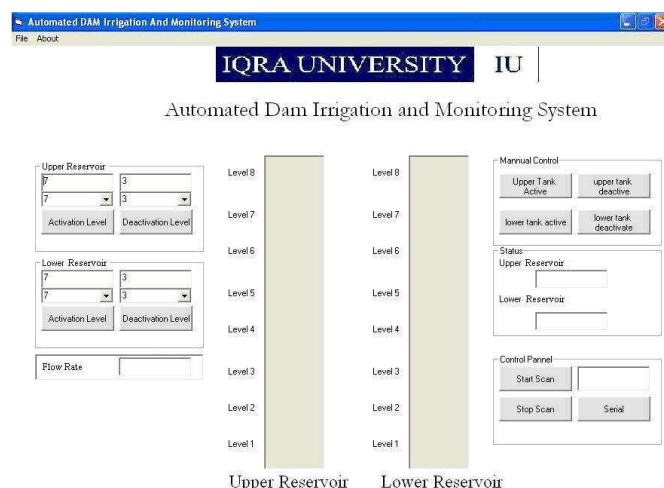 Automated DAM Irrigation And Monitoring System
File About
IQRA UNIVERSITY IU
Automated Dam Irrigation and Monitoring System
Upper Reservoir
7 3
7 3
Activation Level Deactivation Level
Lower Reservoir
7 3
7 3
Activation Level Deactivation Level
Flow Rate
Level 8
Level 7
Level 6
Level 5
Level 4
Level 3
Level 2
Level 1
Upper Reservoir
Level 8
Level 7
Level 6
Level 5
Level 4
Level 3
Level 2
Level 1
Lower Reservoir
Mannual Control
Upper Tank
Active
upper tank
deactive
lower tank active
lower tank
deactivate
Status
Upper Reservoir
Lower Reservoir
Control Pannel
Start Scan
Stop Scan Serial